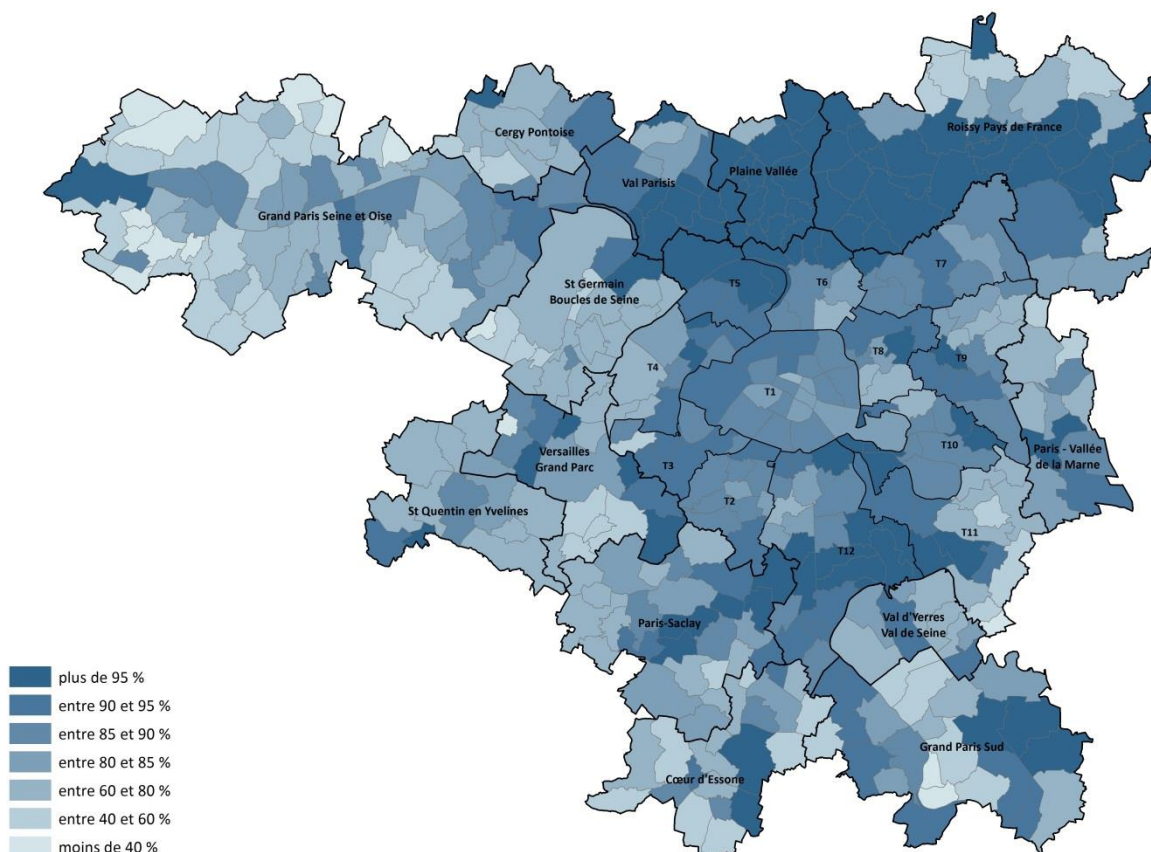 Cergy Pontoise
Roissy Pays de France
Plaine Vallée
Val Parisis
Grand Paris Seine et Oise
T7
St Germain
Boucles de Seine
T5
T6
T8
T9
T4
T1
T10
Versailles
Grand Parc
T3
Paris - Vallée
de la Marne
T2
St Quentin en Yvelines
T11
T12
Paris-Saclay
Val d'Yerres
Val de Seine
Grand Paris Sud
Cœur d'Essone
plus de 95 %
entre 90 et 95 %
entre 85 et 90 %
entre 80 et 85 %
entre 60 et 80 %
entre 40 et 60 %
moins de 40 %